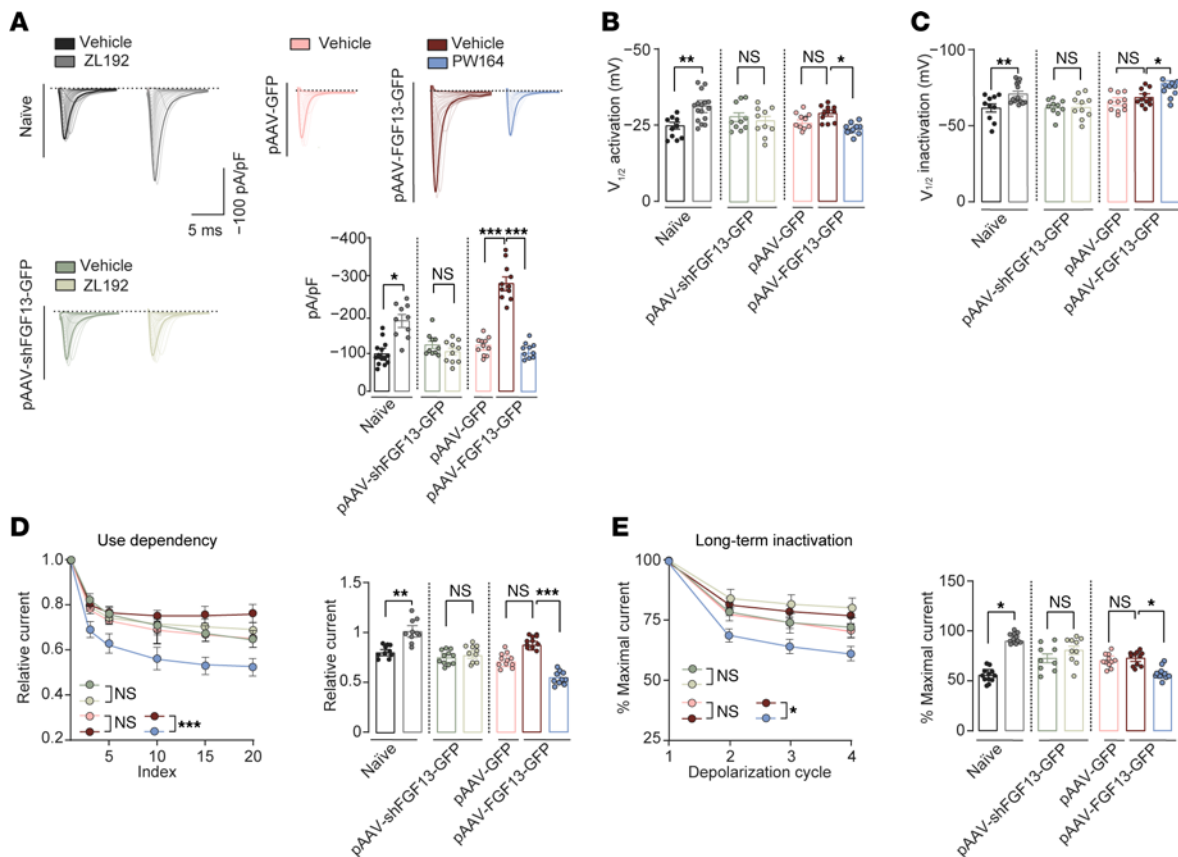 A
Vehicle
ZL192
Naïve
Vehicle
pAAV-GFP
Vehicle
PW164
pAAV-FGF13-GFP
5 ms
−100 pA/pF
Vehicle
ZL192
pAAV-shFGF13-GFP
−400
−300
−200
−100
0
pA/pF
*
NS
*** ***
Naïve
pAAV-shFGF13-GFP
pAAV-GFP
pAAV-FGF13-GFP
B
−50
−25
0
V1/2 activation (mV)
**
NS
NS
*
Naïve
pAAV-shFGF13-GFP
pAAV-GFP
pAAV-FGF13-GFP
C
−100
−50
0
V1/2 inactivation (mV)
**
NS
NS
*
Naïve
pAAV-shFGF13-GFP
pAAV-GFP
pAAV-FGF13-GFP
D
Use dependency
1.0
0.8
0.6
0.4
0.2
Relative current
NS
NS
***
5 10 15 20
Index
1.5
1
0.5
0
Relative current
**
NS
NS
***
Naïve
pAAV-shFGF13-GFP
pAAV-GFP
pAAV-FGF13-GFP
E
Long-term inactivation
100
75
50
25
% Maximal current
NS
NS
*
1 2 3 4
Depolarization cycle
150
100
50
0
% Maximal current
*
NS
NS
*
Naïve
pAAV-shFGF13-GFP
pAAV-GFP
pAAV-FGF13-GFP